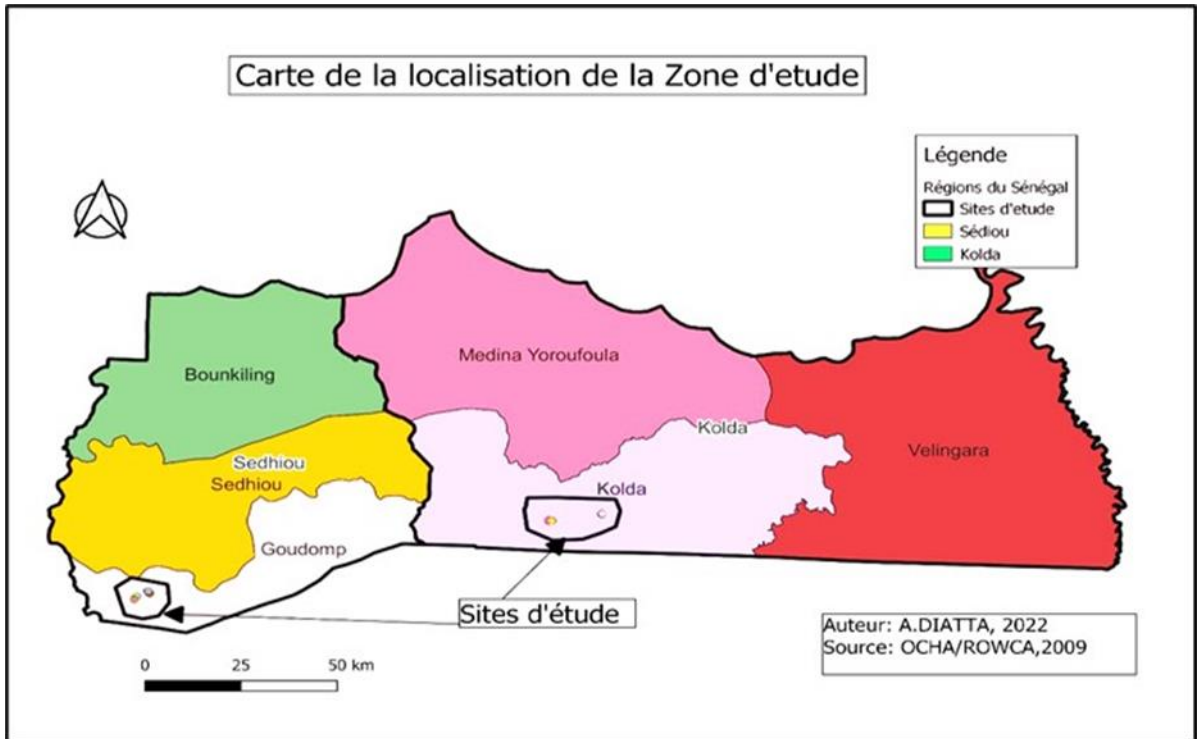 Carte de la localisation de la Zone d'etude
Légende
Régions du Sénégal
Sites d'etude
Sédiou
Kolda
Bounkiling
Medina Yoroufoula
Kolda
Velingara
Sedhiou
Sedhiou
Kolda
Goudomp
Sites d'étude
0 25 50 km
Auteur: A.DIATTA, 2022
Source: OCHA/ROWCA,2009